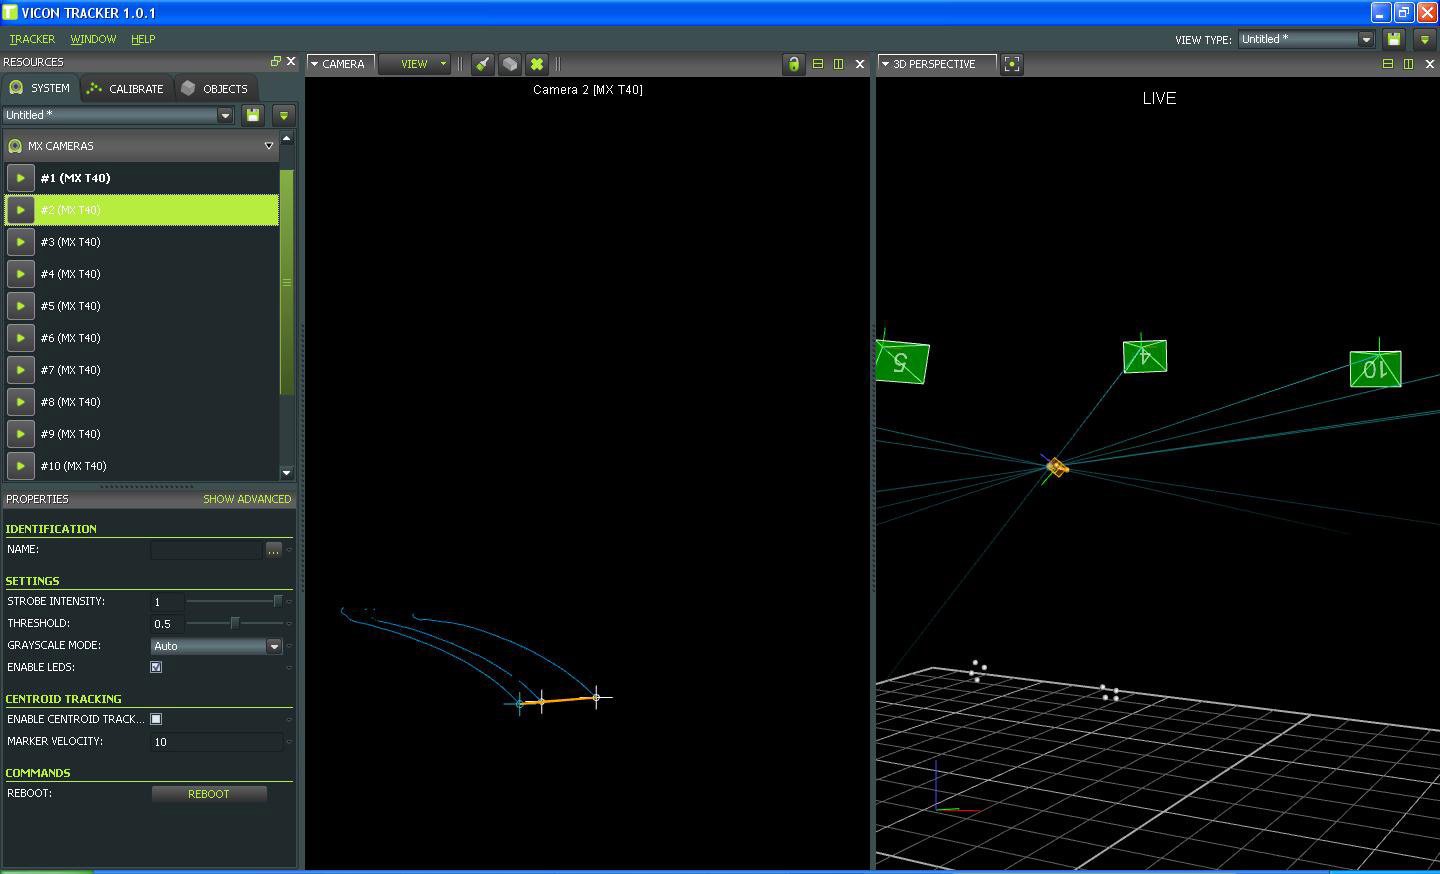 VICON TRACKER 1.0.1
TRACKER WINDOW HELP
VIEW TYPE: Untitled *
RESOURCES
CAMERA VIEW
3D PERSPECTIVE
SYSTEM CALIBRATE OBJECTS
Camera 2 [MX T40]
LIVE
Untitled *
MX CAMERAS
#1 (MX T40)
#2 (MX T40)
#3 (MX T40)
#4 (MX T40)
#5 (MX T40)
#6 (MX T40)
#7 (MX T40)
#8 (MX T40)
#9 (MX T40)
#10 (MX T40)
5 4 10
PROPERTIES SHOW ADVANCED
IDENTIFICATION
NAME: ...
SETTINGS
STROBE INTENSITY: 1
THRESHOLD: 0.5
GRAYSCALE MODE: Auto
ENABLE LEDS:
CENTROID TRACKING
ENABLE CENTROID TRACK...
MARKER VELOCITY: 10
COMMANDS
REBOOT: REBOOT